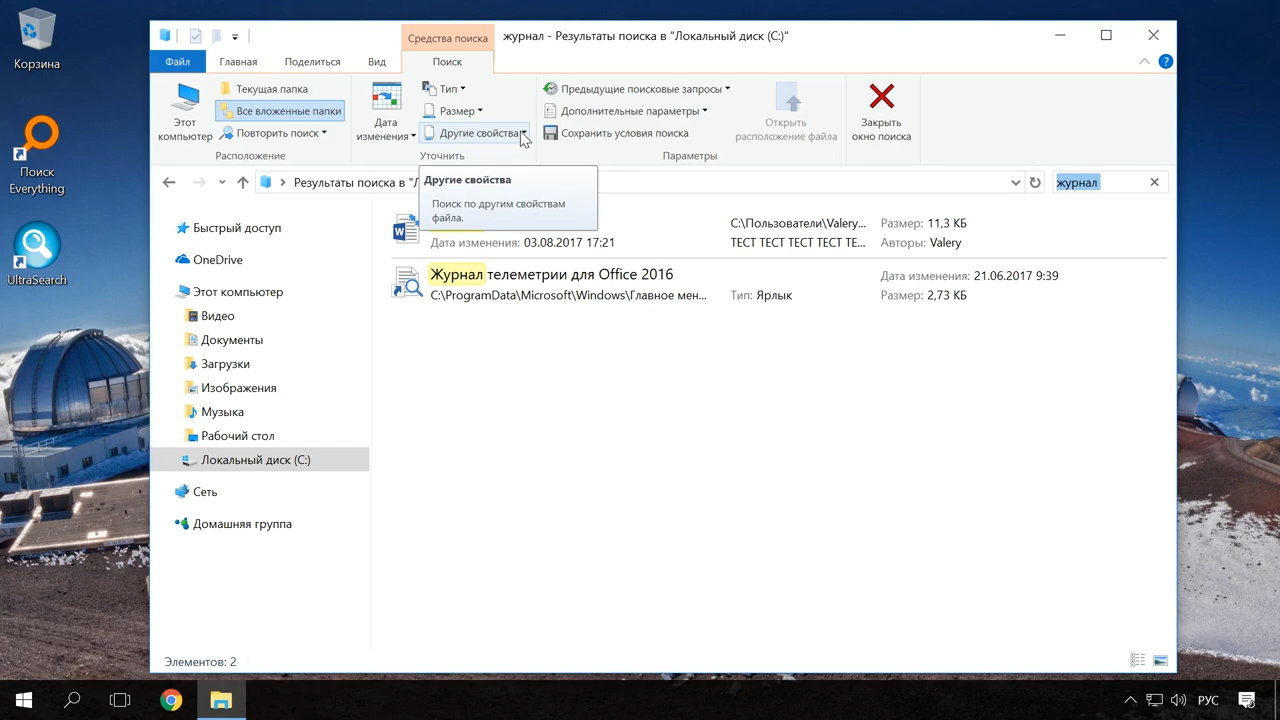 Корзина
Поиск
Everything
UltraSearch
Средства поиска
журнал - Результаты поиска в "Локальный диск (C:)"
Файл
Главная
Поделиться
Вид
Поиск
Этот
компьютер
Текущая папка
Все вложенные папки
Повторить поиск
Расположение
Дата
изменения
Тип
Размер
Другие свойства
Уточнить
Предыдущие поисковые запросы
Дополнительные параметры
Сохранить условия поиска
Параметры
Открыть
расположение файла
Закрыть
окно поиска
Результаты поиска в "Л
журнал
Другие свойства
Поиск по другим свойствам
файла.
Быстрый доступ
OneDrive
Этот компьютер
Видео
Документы
Загрузки
Изображения
Музыка
Рабочий стол
Локальный диск (C:)
Сеть
Домашняя группа
C:\Пользователи\Valery...
Размер: 11,3 КБ
Дата изменения: 03.08.2017 17:21
ТЕСТ ТЕСТ ТЕСТ ТЕСТ ТЕ...
Авторы: Valery
Журнал телеметрии для Office 2016
Дата изменения: 21.06.2017 9:39
C:\ProgramData\Microsoft\Windows\Главное мен...
Тип: Ярлык
Размер: 2,73 КБ
Элементов: 2
РУС